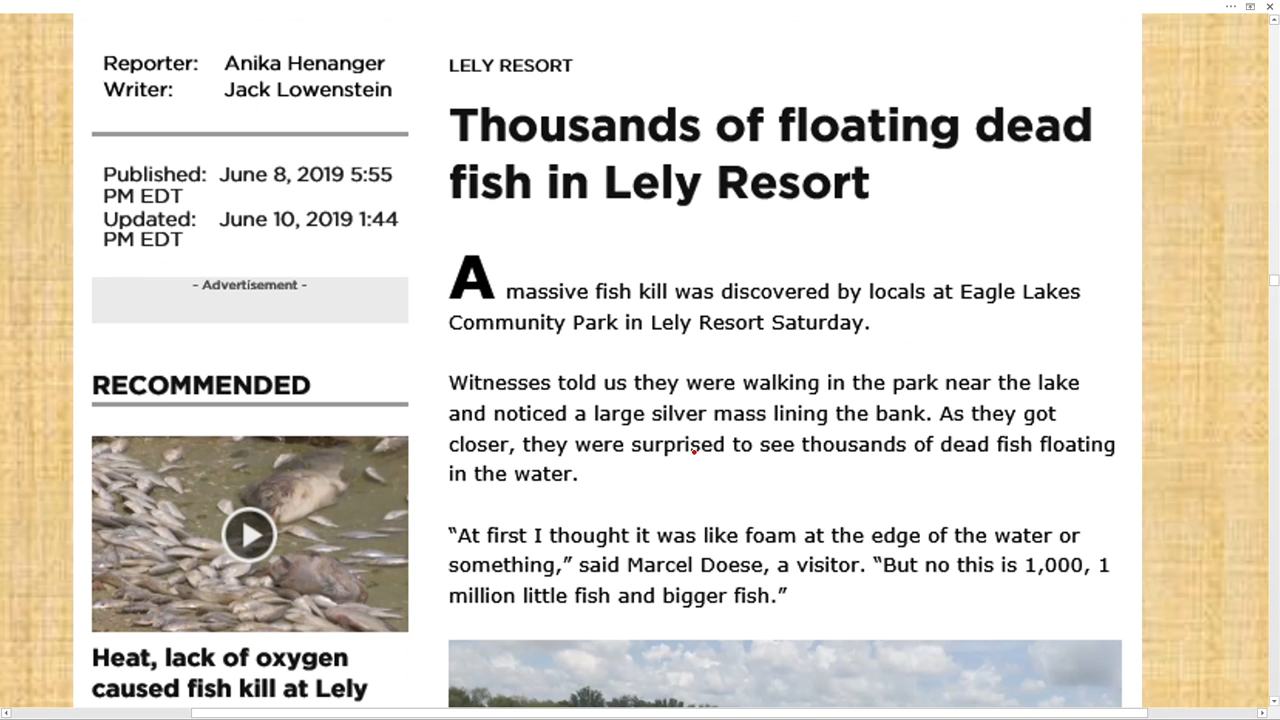 Reporter: Anika Henanger
Writer: Jack Lowenstein
Published: June 8, 2019 5:55
PM EDT
Updated: June 10, 2019 1:44
PM EDT
- Advertisement -
RECOMMENDED
Heat, lack of oxygen
caused fish kill at Lely
LELY RESORT
Thousands of floating dead
fish in Lely Resort
A massive fish kill was discovered by locals at Eagle Lakes
Community Park in Lely Resort Saturday.
Witnesses told us they were walking in the park near the lake
and noticed a large silver mass lining the bank. As they got
closer, they were surprised to see thousands of dead fish floating
in the water.
“At first I thought it was like foam at the edge of the water or
something,” said Marcel Doese, a visitor. “But no this is 1,000, 1
million little fish and bigger fish.”